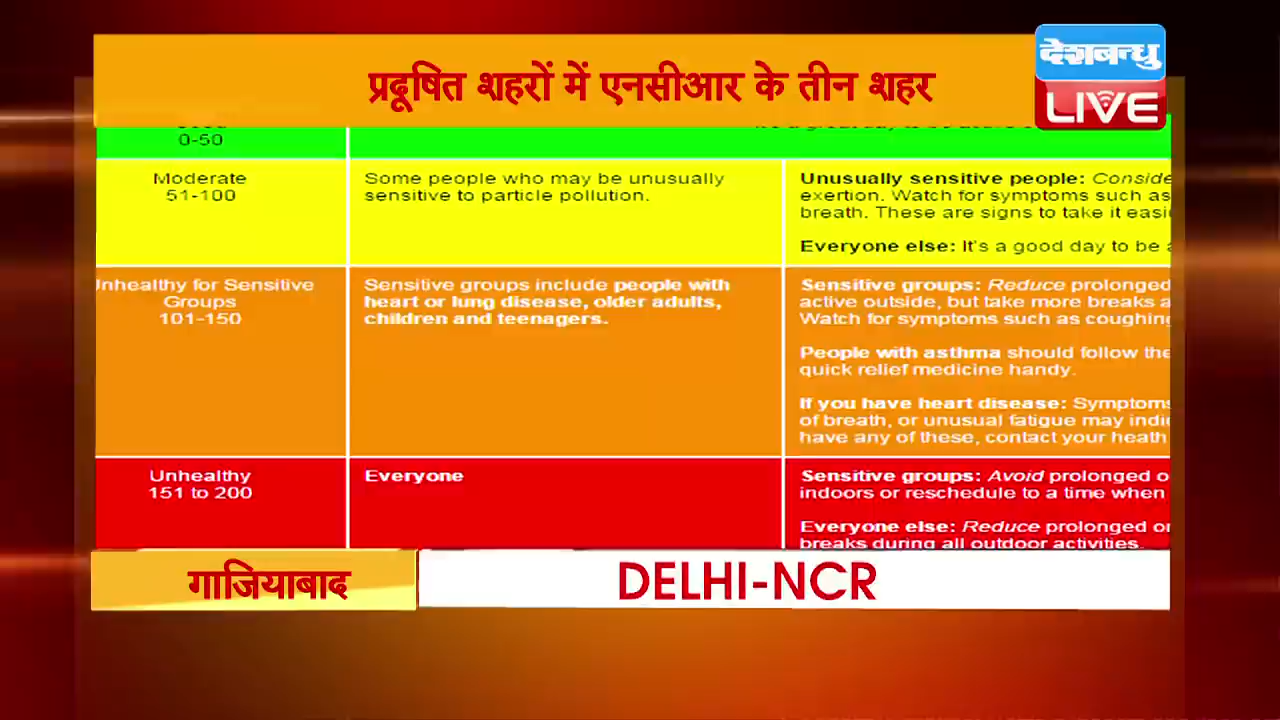 प्रदूषित शहरों में एनसीआर के तीन शहर
देशबन्धु
LIVE
0-50
Moderate
51-100
Some people who may be unusually
sensitive to particle pollution.
Unusually sensitive people: Conside
exertion. Watch for symptoms such as
breath. These are signs to take it easi
Everyone else: It's a good day to be a
Unhealthy for Sensitive
Groups
101-150
Sensitive groups include people with
heart or lung disease, older adults,
children and teenagers.
Sensitive groups: Reduce prolonged
active outside, but take more breaks a
Watch for symptoms such as coughing
People with asthma should follow the
quick relief medicine handy.
If you have heart disease: Symptoms
of breath, or unusual fatigue may indi
have any of these, contact your heath
Unhealthy
151 to 200
Everyone
Sensitive groups: Avoid prolonged o
indoors or reschedule to a time when
Everyone else: Reduce prolonged or
breaks during all outdoor activities.
गाजियाबाद
DELHI-NCR